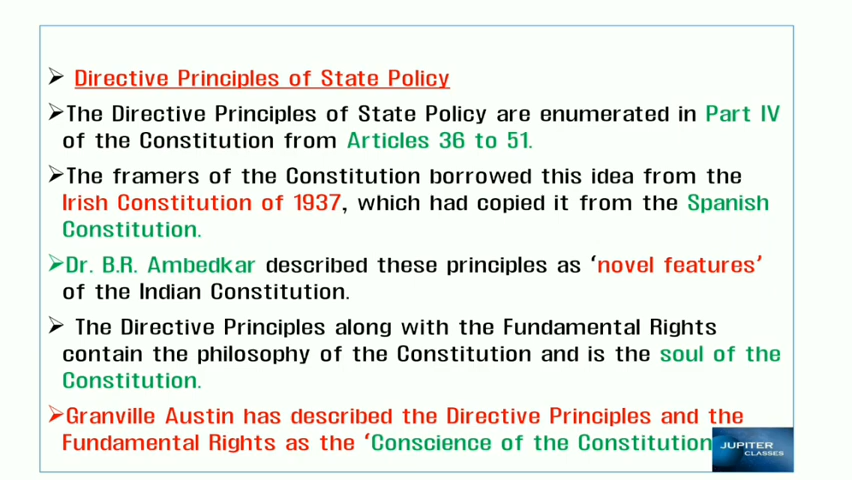 ➢ Directive Principles of State Policy
➢The Directive Principles of State Policy are enumerated in Part IV
of the Constitution from Articles 36 to 51.
➢The framers of the Constitution borrowed this idea from the
Irish Constitution of 1937, which had copied it from the Spanish
Constitution.
➢Dr. B.R. Ambedkar described these principles as ‘novel features’
of the Indian Constitution.
➢ The Directive Principles along with the Fundamental Rights
contain the philosophy of the Constitution and is the soul of the
Constitution.
➢Granville Austin has described the Directive Principles and the
Fundamental Rights as the ‘Conscience of the Constitution
JUPITER
CLASSES